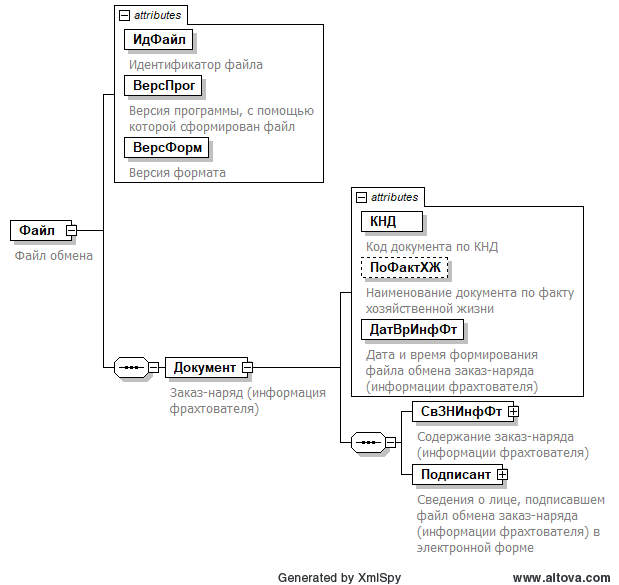 attributes
ИдФайл
Идентификатор файла
ВерсПрог
Версия программы, с помощью
которой сформирован файл
ВерсФорм
Версия формата
Файл
Файл обмена
Документ
Заказ-наряд (информация
фрахтователя)
attributes
КНД
Код документа по КНД
ПоФактХЖ
Наименование документа по факту
хозяйственной жизни
ДатВрИнфФт
Дата и время формирования
файла обмена заказ-наряда
(информации фрахтователя)
СвЗНИнфФт
Содержание заказ-наряда
(информации фрахтователя)
Подписант
Сведения о лице, подписавшем
файл обмена заказ-наряда
(информации фрахтователя) в
электронной форме
Generated by XmlSpy
www.altova.com